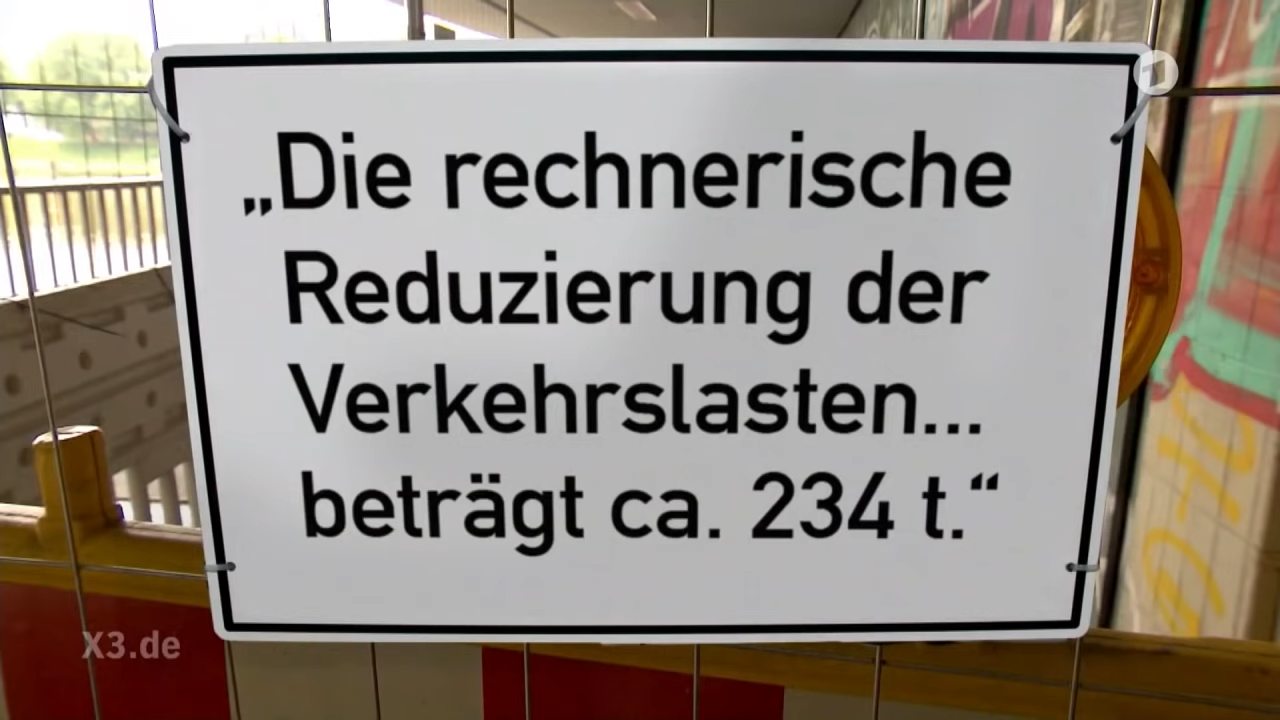 „Die rechnerische
Reduzierung der
Verkehrslasten...
beträgt ca. 234 t.“
X3.de